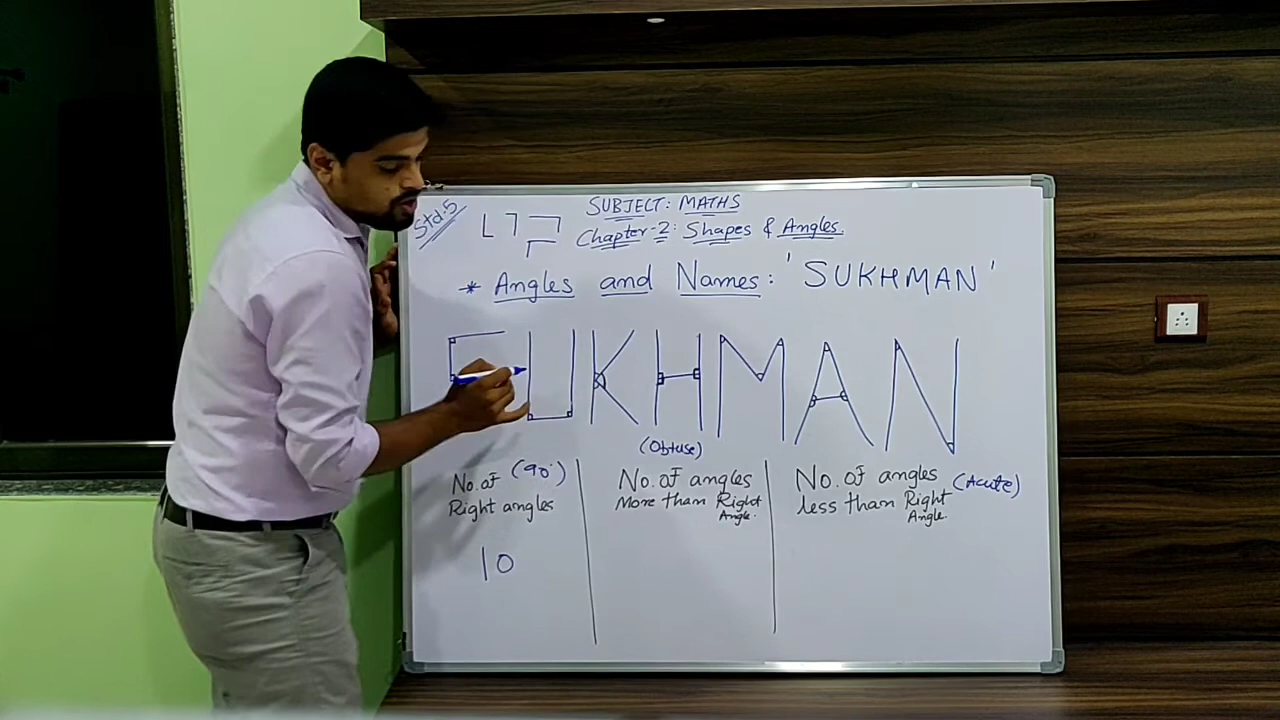 Std.5
SUBJECT: MATHS
Chapter-2: Shapes & Angles.
* Angles and Names: 'SUKHMAN'
SUKHMAN
(Obtuse)
No. of (90°)
Right angles
No. of angles
More than Right
Angle.
No. of angles (Acute)
less than Right
Angle.
10